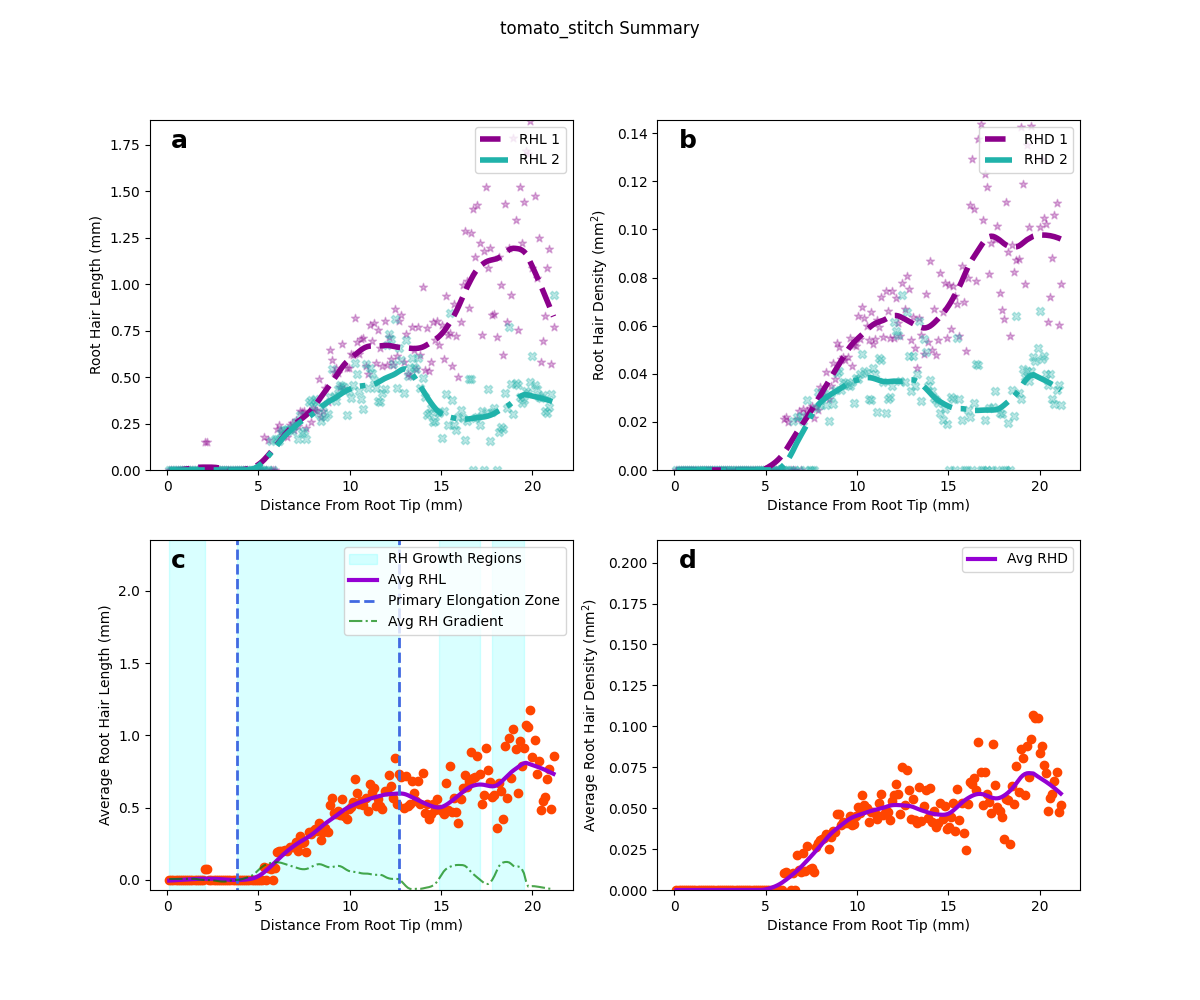 tomato_stitch Summary
a
RHL 1
RHL 2
1.75
1.50
1.25
1.00
0.75
0.50
0.25
0.00
Root Hair Length (mm)
0 5 10 15 20
Distance From Root Tip (mm)
b
RHD 1
RHD 2
0.14
0.12
0.10
0.08
0.06
0.04
0.02
0.00
Root Hair Density (mm²)
0 5 10 15 20
Distance From Root Tip (mm)
c
RH Growth Regions
Avg RHL
Primary Elongation Zone
Avg RH Gradient
2.0
1.5
1.0
0.5
0.0
Average Root Hair Length (mm)
0 5 10 15 20
Distance From Root Tip (mm)
d
Avg RHD
0.200
0.175
0.150
0.125
0.100
0.075
0.050
0.025
0.000
Average Root Hair Density (mm²)
0 5 10 15 20
Distance From Root Tip (mm)